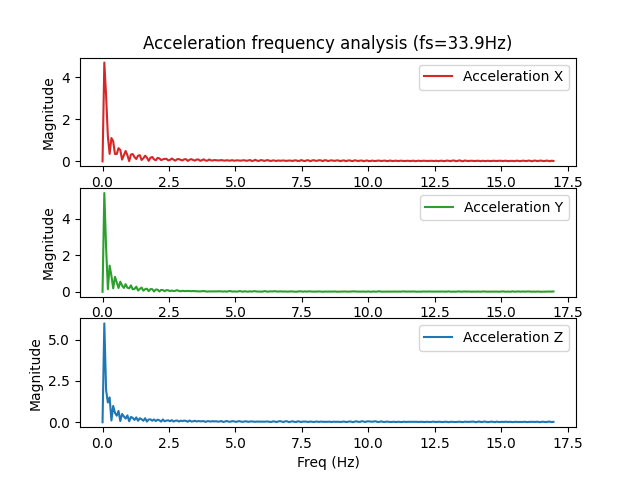 Acceleration frequency analysis (fs=33.9Hz)
Magnitude
4
2
0
Acceleration X
0.0 2.5 5.0 7.5 10.0 12.5 15.0 17.5
Magnitude
4
2
0
Acceleration Y
0.0 2.5 5.0 7.5 10.0 12.5 15.0 17.5
Magnitude
5.0
2.5
0.0
Acceleration Z
0.0 2.5 5.0 7.5 10.0 12.5 15.0 17.5
Freq (Hz)